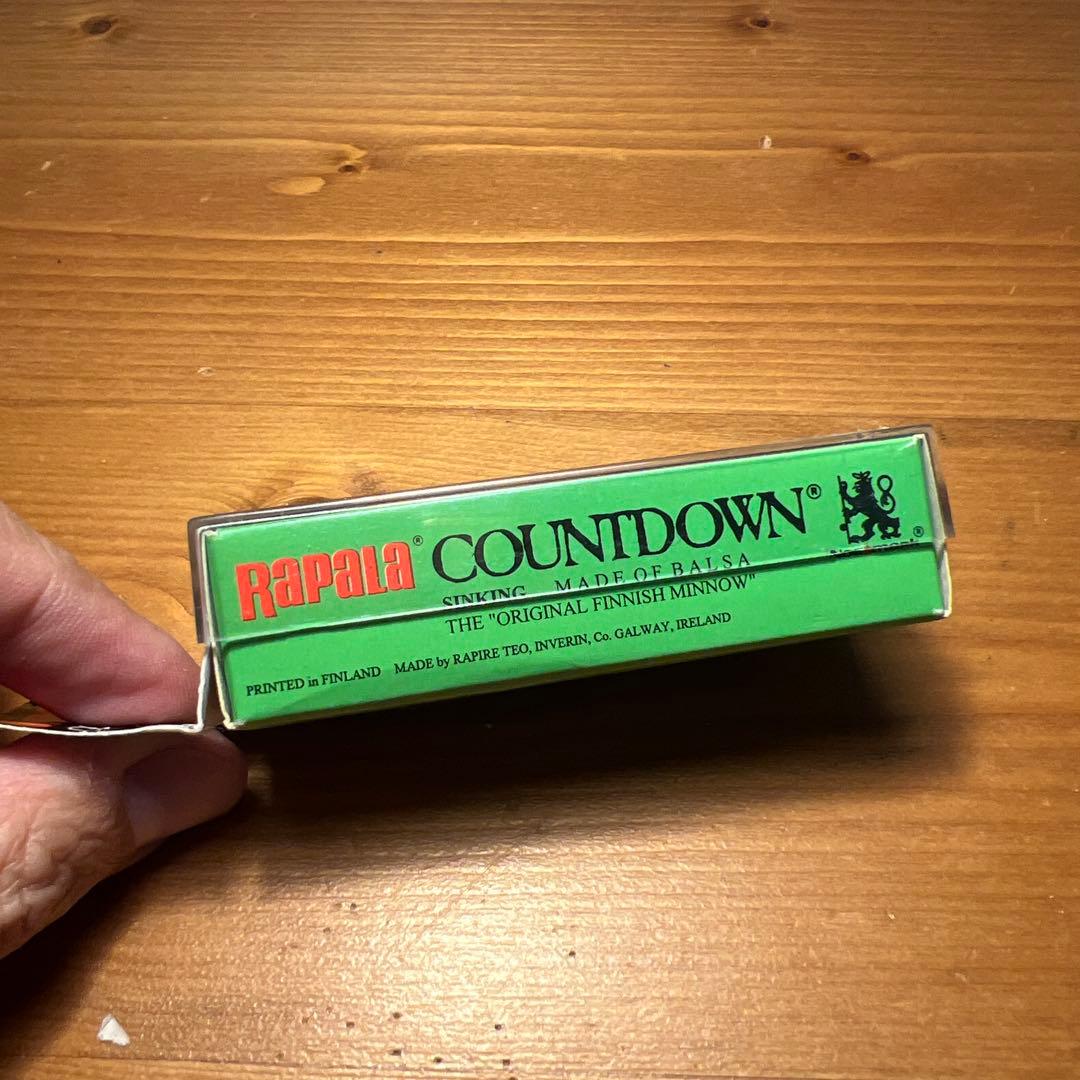 RAPALA® COUNTDOWN®
SINKING MADE OF BALSA
THE "ORIGINAL FINNISH MINNOW"
PRINTED in FINLAND MADE by RAPIRE TEO, INVERIN, Co. GALWAY, IRELAND